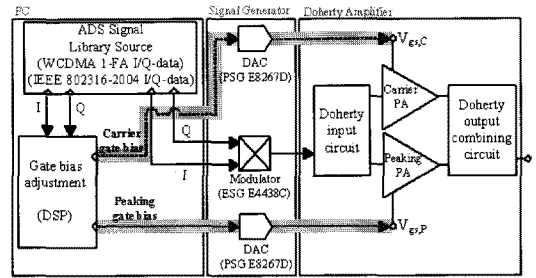 PC
Signal Generator
Doherty Amplifier
ADS Signal
Library Source
(WCDMA 1-FA I/Q-data)
(IEEE 802316-2004 I/Q-data)
I
Q
Carrier
gate bias
Gate bias
adjustment
(DSP)
Peaking
gate bias
DAC
(PSG E8267D)
Q
I
Modulator
(ESG E4438C)
DAC
(PSG E8267D)
Vgs,C
Doherty
input
circuit
Carrier
PA
Peaking
PA
Doherty
output
combining
circuit
Vgs,P